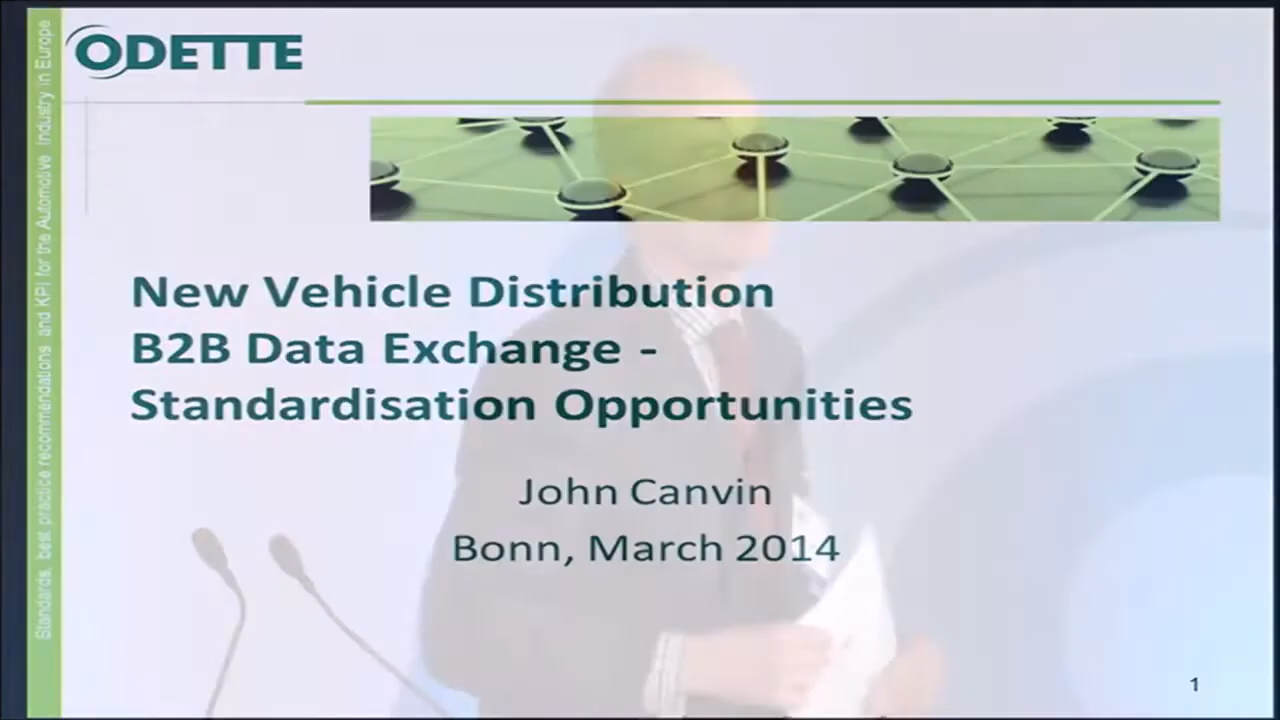 ODETTE
Standards, best practice recommendations and KPI for the Automotive Industry in Europe
New Vehicle Distribution
B2B Data Exchange -
Standardisation Opportunities
John Canvin
Bonn, March 2014
1